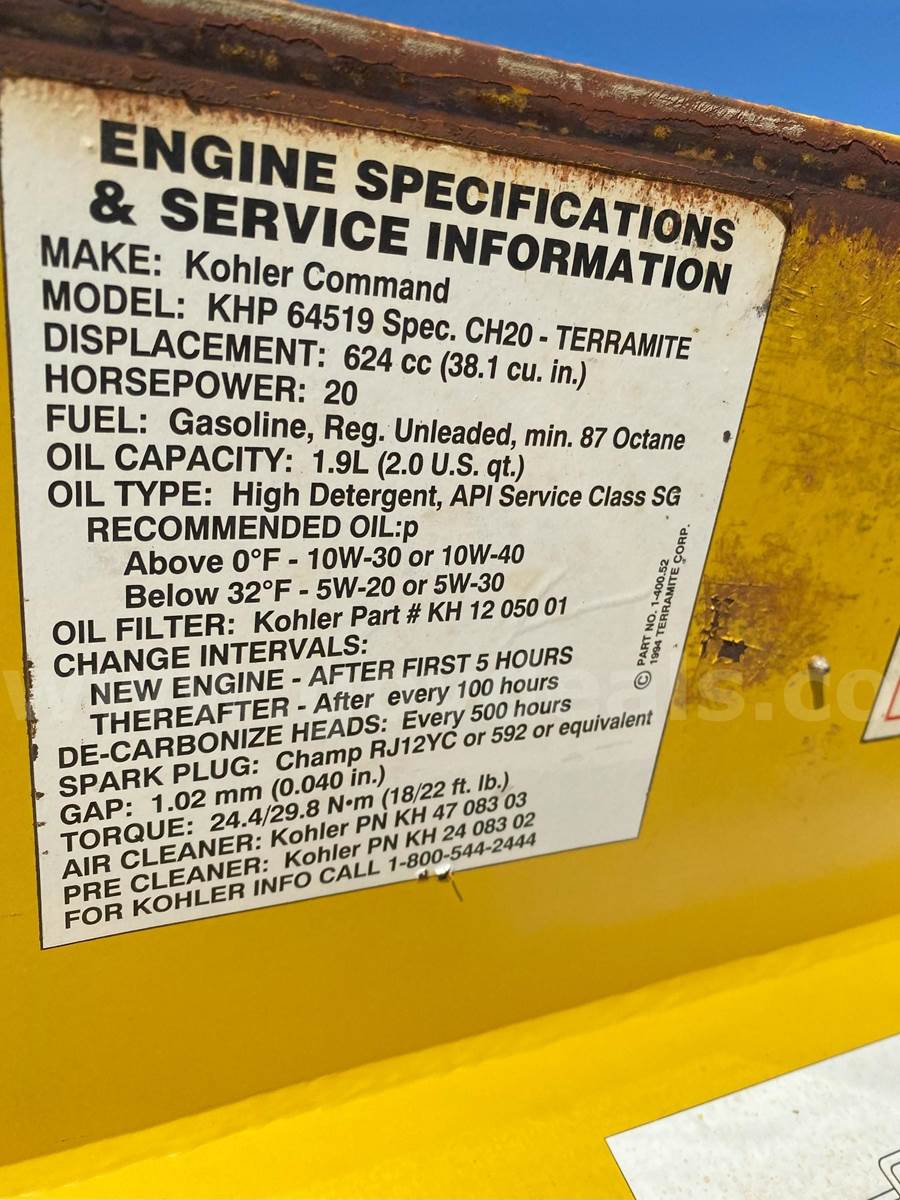 ENGINE SPECIFICATIONS
& SERVICE INFORMATION
MAKE: Kohler Command
MODEL: KHP 64519 Spec. CH20 - TERRAMITE
DISPLACEMENT: 624 cc (38.1 cu. in.)
HORSEPOWER: 20
FUEL: Gasoline, Reg. Unleaded, min. 87 Octane
OIL CAPACITY: 1.9L (2.0 U.S. qt.)
OIL TYPE: High Detergent, API Service Class SG
RECOMMENDED OIL:p
Above 0°F - 10W-30 or 10W-40
Below 32°F - 5W-20 or 5W-30
OIL FILTER: Kohler Part # KH 12 050 01
CHANGE INTERVALS:
NEW ENGINE - AFTER FIRST 5 HOURS
THEREAFTER - After every 100 hours
DE-CARBONIZE HEADS: Every 500 hours
SPARK PLUG: Champ RJ12YC or 592 or equivalent
GAP: 1.02 mm (0.040 in.)
TORQUE: 24.4/29.8 N•m (18/22 ft. lb.)
AIR CLEANER: Kohler PN KH 47 083 03
PRE CLEANER: Kohler PN KH 24 083 02
FOR KOHLER INFO CALL 1-800-544-2444
© PART NO. 1-400.52
1994 TERRAMITE CORP.